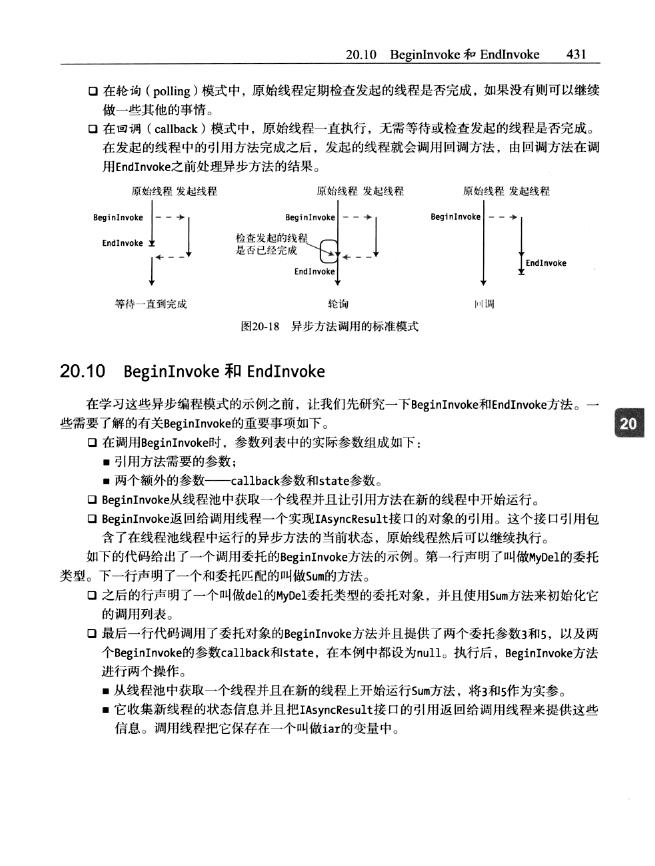 20.10 BeginInvoke 和 EndInvoke 431
❑ 在轮询（polling）模式中，原始线程定期检查发起的线程是否完成，如果没有则可以继续
做一些其他的事情。
❑ 在回调（callback）模式中，原始线程一直执行，无需等待或检查发起的线程是否完成。
在发起的线程中的引用方法完成之后，发起的线程就会调用回调方法，由回调方法在调
用EndInvoke之前处理异步方法的结果。
原始线程 发起线程
BeginInvoke
EndInvoke
等待一直到完成
原始线程 发起线程
BeginInvoke
检查发起的线程
是否已经完成
EndInvoke
轮询
原始线程 发起线程
BeginInvoke
EndInvoke
回调
图20-18 异步方法调用的标准模式
20.10 BeginInvoke 和 EndInvoke
在学习这些异步编程模式的示例之前，让我们先研究一下BeginInvoke和EndInvoke方法。一
些需要了解的有关BeginInvoke的重要事项如下。
20
❑ 在调用BeginInvoke时，参数列表中的实际参数组成如下：
■ 引用方法需要的参数；
■ 两个额外的参数——callback参数和state参数。
❑ BeginInvoke从线程池中获取一个线程并且让引用方法在新的线程中开始运行。
❑ BeginInvoke返回给调用线程一个实现IAsyncResult接口的对象的引用。这个接口引用包
含了在线程池线程中运行的异步方法的当前状态，原始线程然后可以继续执行。
如下的代码给出了一个调用委托的BeginInvoke方法的示例。第一行声明了叫做MyDel的委托
类型。下一行声明了一个和委托匹配的叫做Sum的方法。
❑ 之后的行声明了一个叫做del的MyDel委托类型的委托对象，并且使用Sum方法来初始化它
的调用列表。
❑ 最后一行代码调用了委托对象的BeginInvoke方法并且提供了两个委托参数3和5，以及两
个BeginInvoke的参数callback和state，在本例中都设为null。执行后，BeginInvoke方法
进行两个操作。
■ 从线程池中获取一个线程并且在新的线程上开始运行Sum方法，将3和5作为实参。
■ 它收集新线程的状态信息并且把IAsyncResult接口的引用返回给调用线程来提供这些
信息。调用线程把它保存在一个叫做iar的变量中。